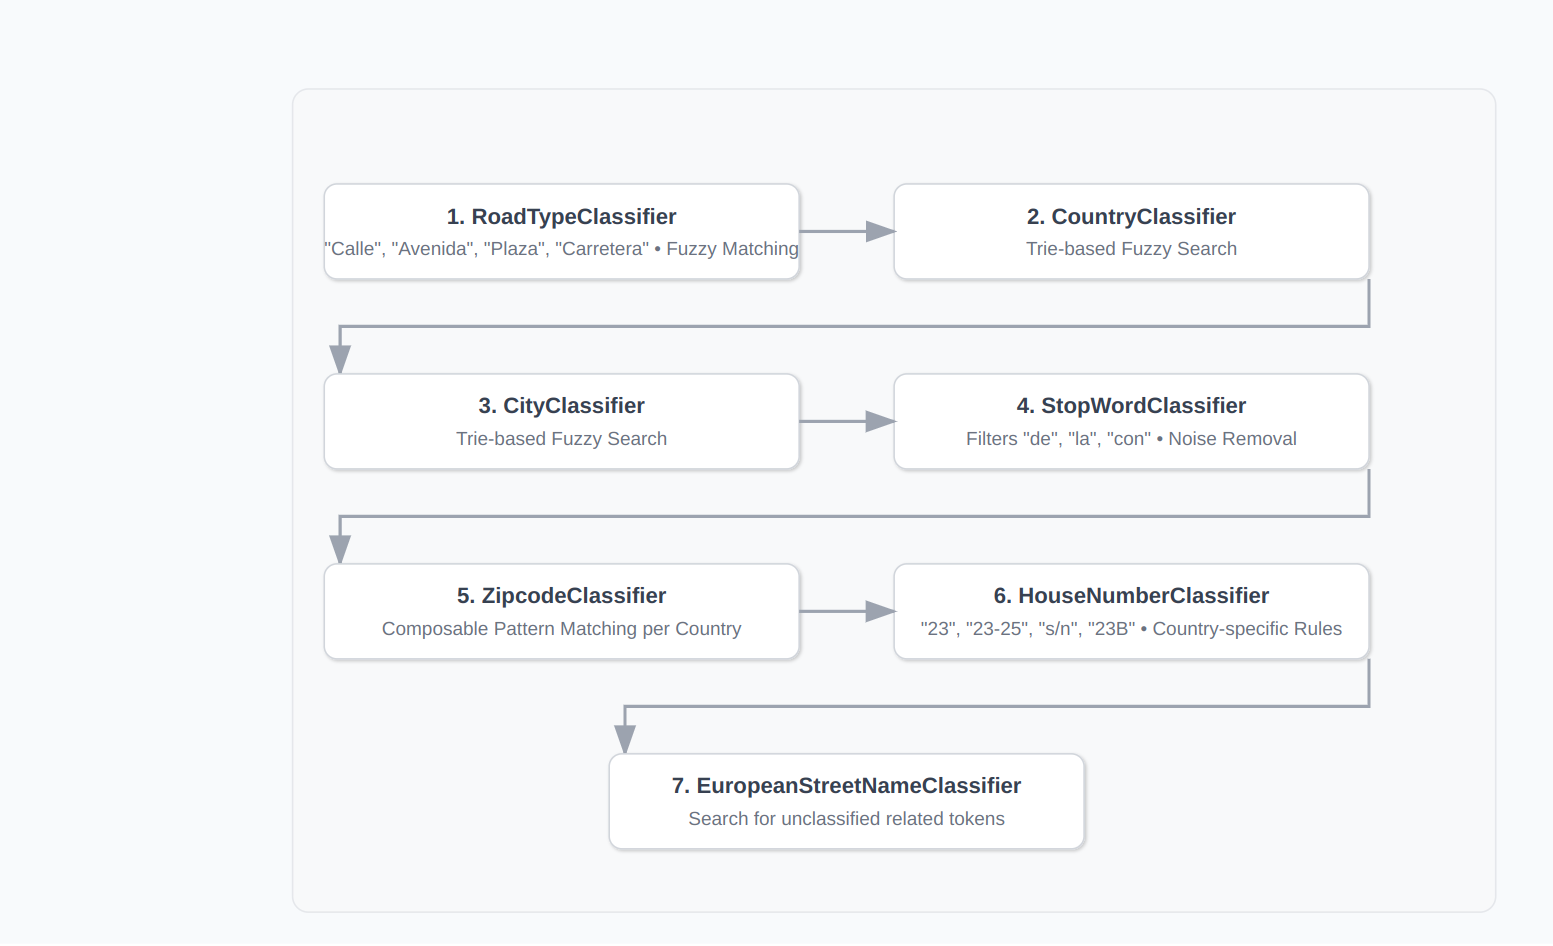 1. RoadTypeClassifier
"Calle", "Avenida", "Plaza", "Carretera" • Fuzzy Matching
2. CountryClassifier
Trie-based Fuzzy Search
3. CityClassifier
Trie-based Fuzzy Search
4. StopWordClassifier
Filters "de", "la", "con" • Noise Removal
5. ZipcodeClassifier
Composable Pattern Matching per Country
6. HouseNumberClassifier
"23", "23-25", "s/n", "23B" • Country-specific Rules
7. EuropeanStreetNameClassifier
Search for unclassified related tokens